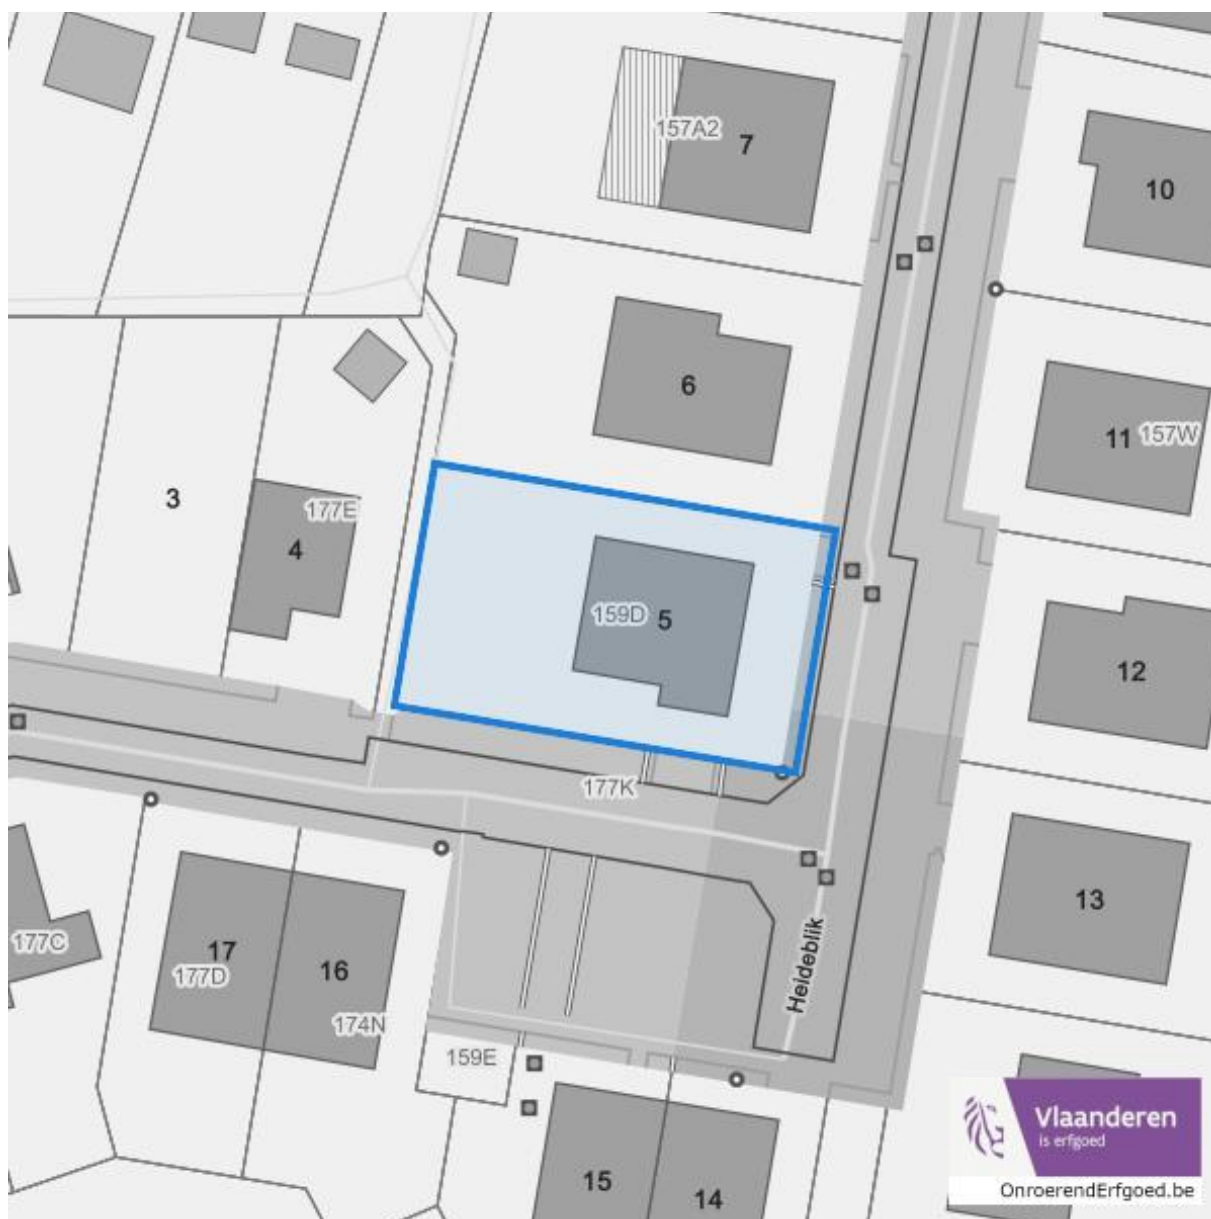 157A2
7
10
6
11
157W
3
177E
4
159D
5
12
177K
13
177C
17
177D
16
174N
Heideblik
159E
15
14
Vlaanderen
is erfgoed
OnroerendErfgoed.be